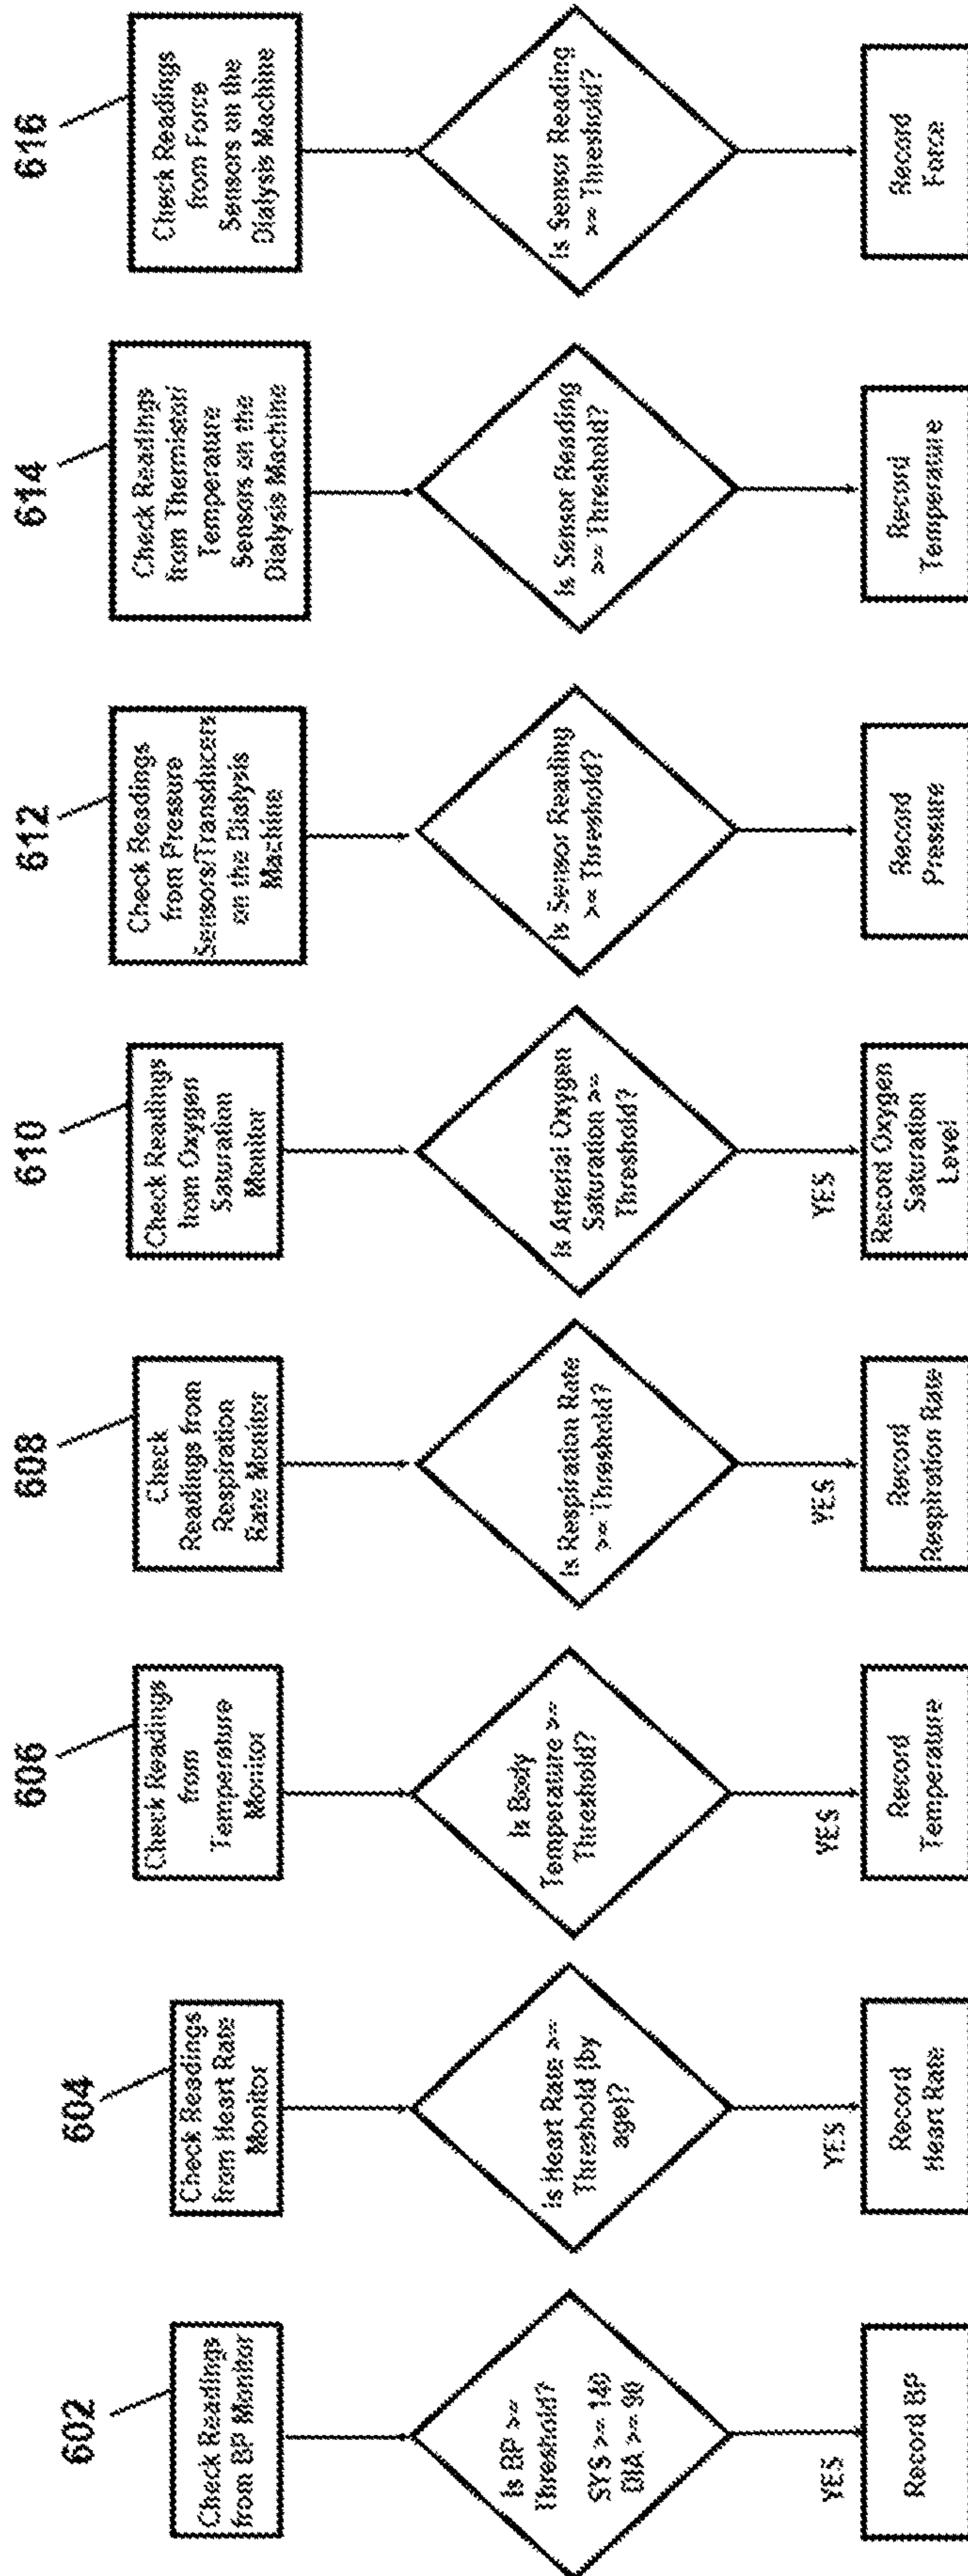 602
Check Readings
from BP Monitor
Is BP >=
Threshold?
SYS >= 140
DIA >= 90
YES
Record BP
604
Check Readings
from Heart Rate
Monitor
Is Heart Rate >=
Threshold (by
age)?
YES
Record
Heart Rate
606
Check Readings
from
Temperature
Monitor
Is Body
Temperature >=
Threshold?
YES
Record
Temperature
608
Check
Readings from
Respiration
Rate Monitor
Is Respiration Rate
>= Threshold?
YES
Record
Respiration Rate
610
Check Readings
from Oxygen
Saturation
Monitor
Is Arterial Oxygen
Saturation >=
Threshold?
YES
Record Oxygen
Saturation
Level
612
Check Readings
from Pressure
Sensors/Transducers
on the Dialysis
Machine
Is Sensor Reading
>= Threshold?
Record
Pressure
614
Check Readings
from Thermistor/
Temperature
Sensors on the
Dialysis Machine
Is Sensor Reading
>= Threshold?
Record
Temperature
616
Check Readings
from Force
Sensors on the
Dialysis Machine
Is Sensor Reading
>= Threshold?
Record
Force